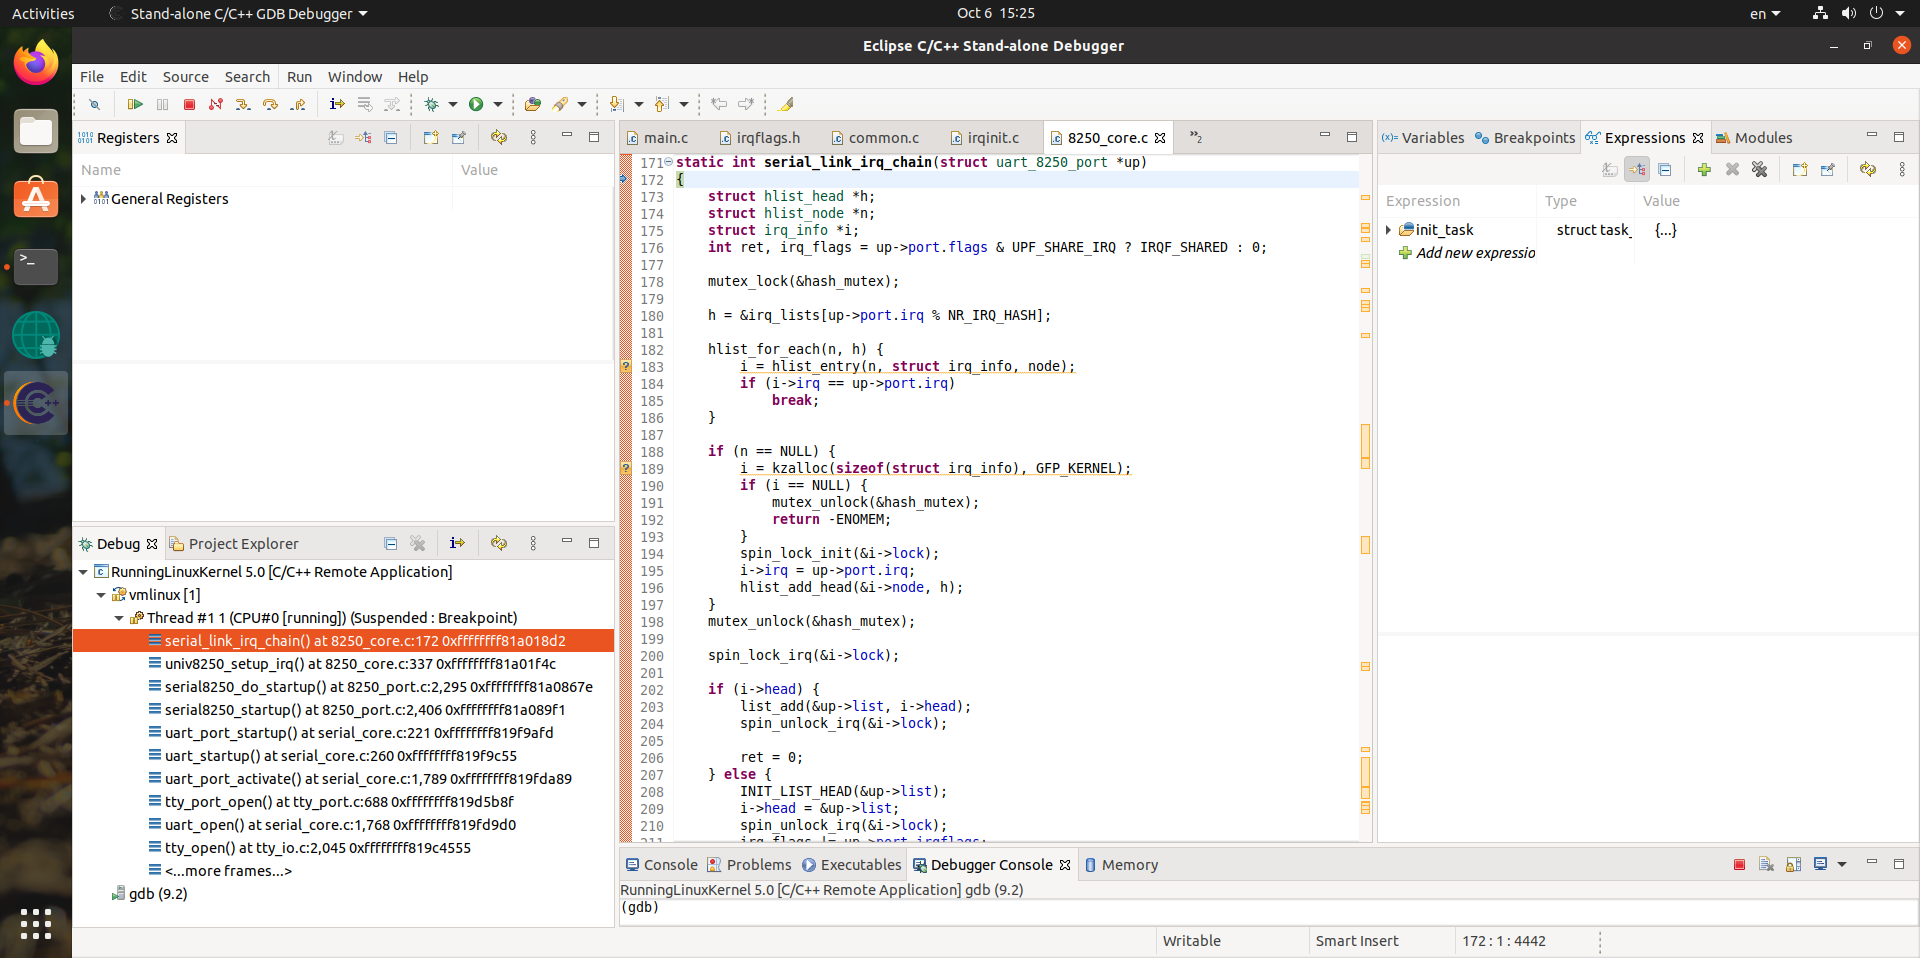 Activities
Stand-alone C/C++ GDB Debugger
Oct 6 15:25
en
Eclipse C/C++ Stand-alone Debugger
File Edit Source Search Run Window Help
Registers
Name Value
General Registers
Debug Project Explorer
RunningLinuxKernel 5.0 [C/C++ Remote Application]
vmlinux [1]
Thread #1 1 (CPU#0 [running]) (Suspended : Breakpoint)
serial_link_irq_chain() at 8250_core.c:172 0xffffffff81a018d2
univ8250_setup_irq() at 8250_core.c:337 0xffffffff81a01f4c
serial8250_do_startup() at 8250_port.c:2,295 0xffffffff81a0867e
serial8250_startup() at 8250_port.c:2,406 0xffffffff81a089f1
uart_port_startup() at serial_core.c:221 0xffffffff819f9afd
uart_startup() at serial_core.c:260 0xffffffff819f9c55
uart_port_activate() at serial_core.c:1,789 0xffffffff819fda89
tty_port_open() at tty_port.c:688 0xffffffff819d5b8f
uart_open() at serial_core.c:1,768 0xffffffff819fd9d0
tty_open() at tty_io.c:2,045 0xffffffff819c4555
<...more frames...>
gdb (9.2)
main.c irqflags.h common.c irqinit.c 8250_core.c »2
171 static int serial_link_irq_chain(struct uart_8250_port *up)
172 {
173 struct hlist_head *h;
174 struct hlist_node *n;
175 struct irq_info *i;
176 int ret, irq_flags = up->port.flags & UPF_SHARE_IRQ ? IRQF_SHARED : 0;
177
178 mutex_lock(&hash_mutex);
179
180 h = &irq_lists[up->port.irq % NR_IRQ_HASH];
181
182 hlist_for_each(n, h) {
183 i = hlist_entry(n, struct irq_info, node);
184 if (i->irq == up->port.irq)
185 break;
186 }
187
188 if (n == NULL) {
189 i = kzalloc(sizeof(struct irq_info), GFP_KERNEL);
190 if (i == NULL) {
191 mutex_unlock(&hash_mutex);
192 return -ENOMEM;
193 }
194 spin_lock_init(&i->lock);
195 i->irq = up->port.irq;
196 hlist_add_head(&i->node, h);
197 }
198 mutex_unlock(&hash_mutex);
199
200 spin_lock_irq(&i->lock);
201
202 if (i->head) {
203 list_add(&up->list, i->head);
204 spin_unlock_irq(&i->lock);
205
206 ret = 0;
207 } else {
208 INIT_LIST_HEAD(&up->list);
209 i->head = &up->list;
210 spin_unlock_irq(&i->lock);
211 irq_flags |= up->port.irqflags;
(x)= Variables Breakpoints Expressions Modules
Expression Type Value
init_task struct task_ {...}
Add new expressio
Console Problems Executables Debugger Console Memory
RunningLinuxKernel 5.0 [C/C++ Remote Application] gdb (9.2)
(gdb)
Writable Smart Insert 172 : 1 : 4442